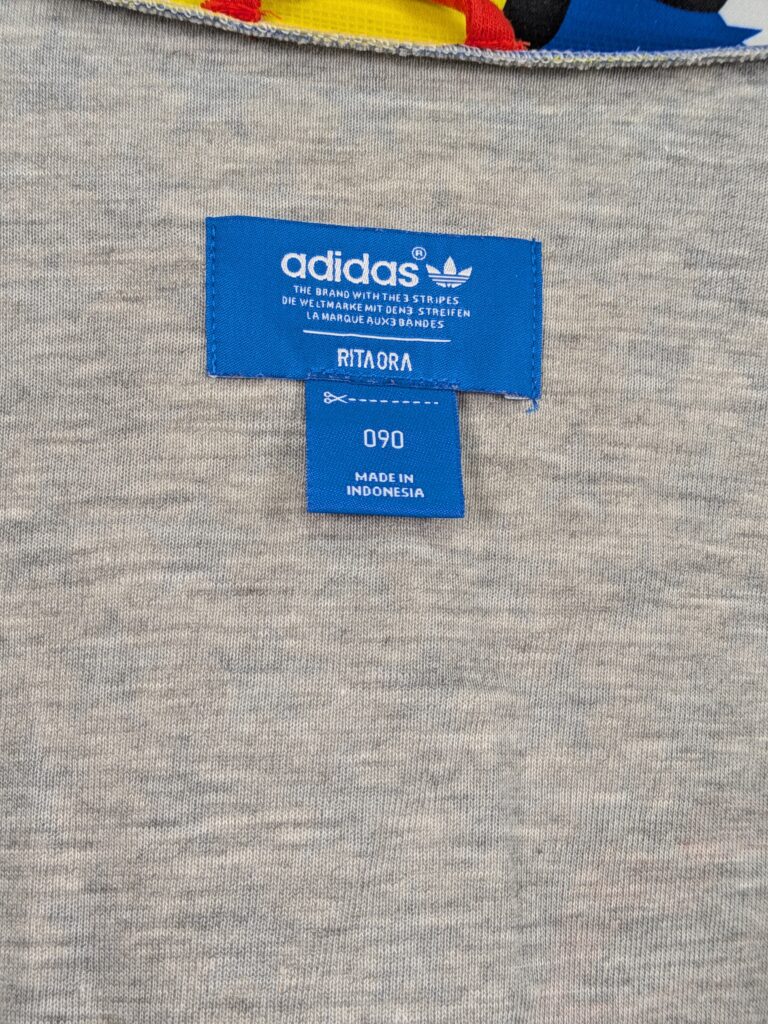 adidas®
THE BRAND WITH THE 3 STRIPES
DIE WELTMARKE MIT DEN 3 STREIFEN
LA MARQUE AUX 3 BANDES
RITA ORA
090
MADE IN
INDONESIA